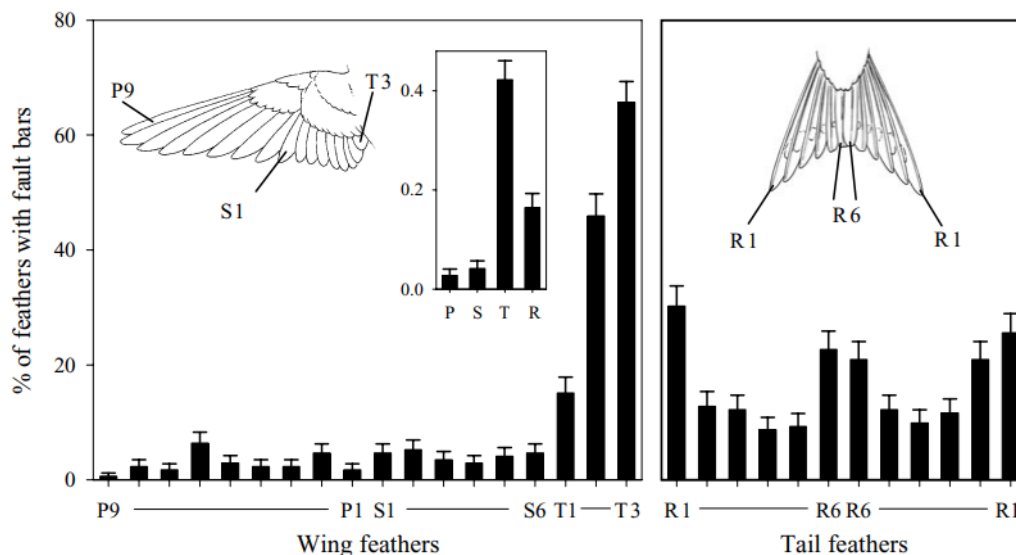 % of feathers with fault bars
80
60
40
20
0
P9
S1
T3
0.4
0.2
0.0
P S T R
P9 P1 S1 S6 T1 T3
Wing feathers
R1
R6
R1
R1 R6 R6 R1
Tail feathers